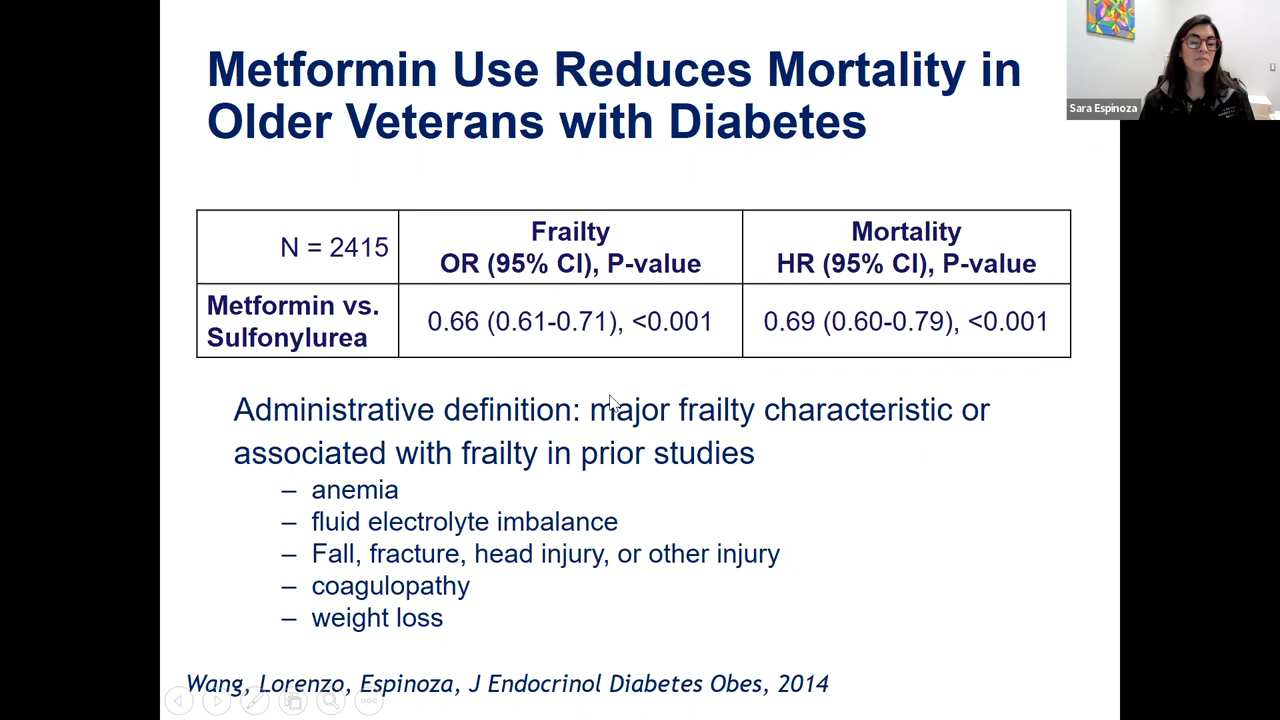 Metformin Use Reduces Mortality in
Older Veterans with Diabetes
Sara Espinoza
N = 2415
Frailty
OR (95% CI), P-value
Mortality
HR (95% CI), P-value
Metformin vs.
Sulfonylurea
0.66 (0.61-0.71), <0.001
0.69 (0.60-0.79), <0.001
Administrative definition: major frailty characteristic or
associated with frailty in prior studies
– anemia
– fluid electrolyte imbalance
– Fall, fracture, head injury, or other injury
– coagulopathy
– weight loss
Wang, Lorenzo, Espinoza, J Endocrinol Diabetes Obes, 2014